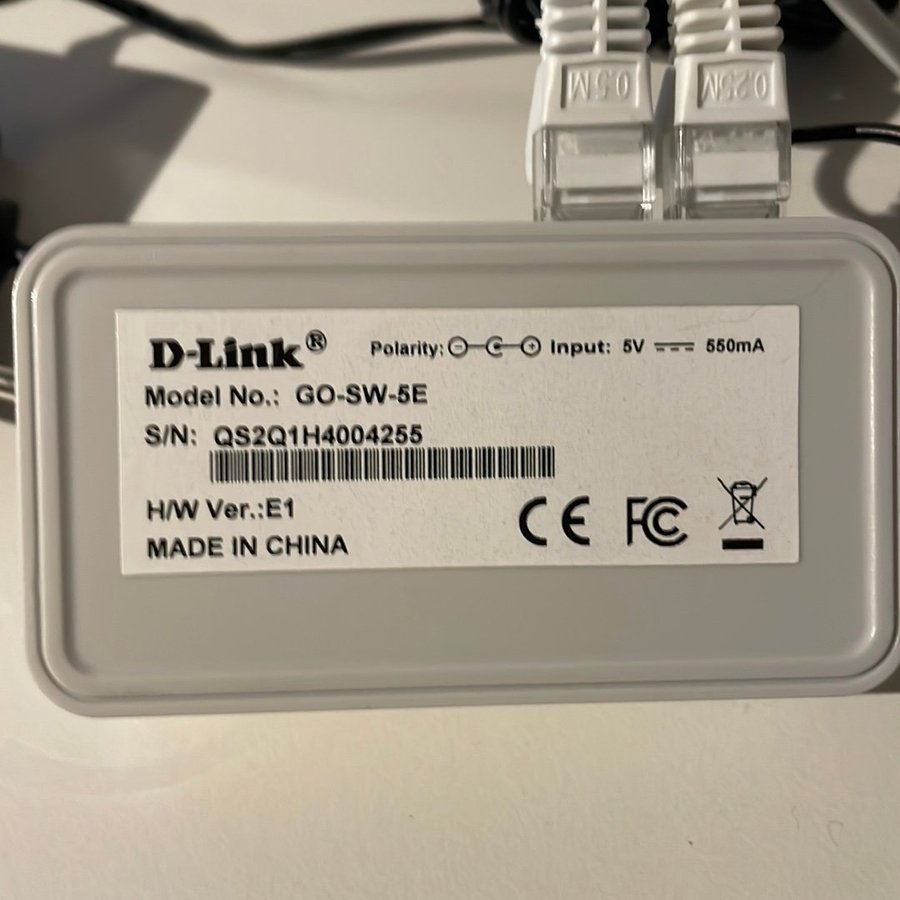 0.5M
0.25M
D-Link®
Polarity: Input: 5V 550mA
Model No.: GO-SW-5E
S/N: QS2Q1H4004255
H/W Ver.:E1
MADE IN CHINA
CE FC